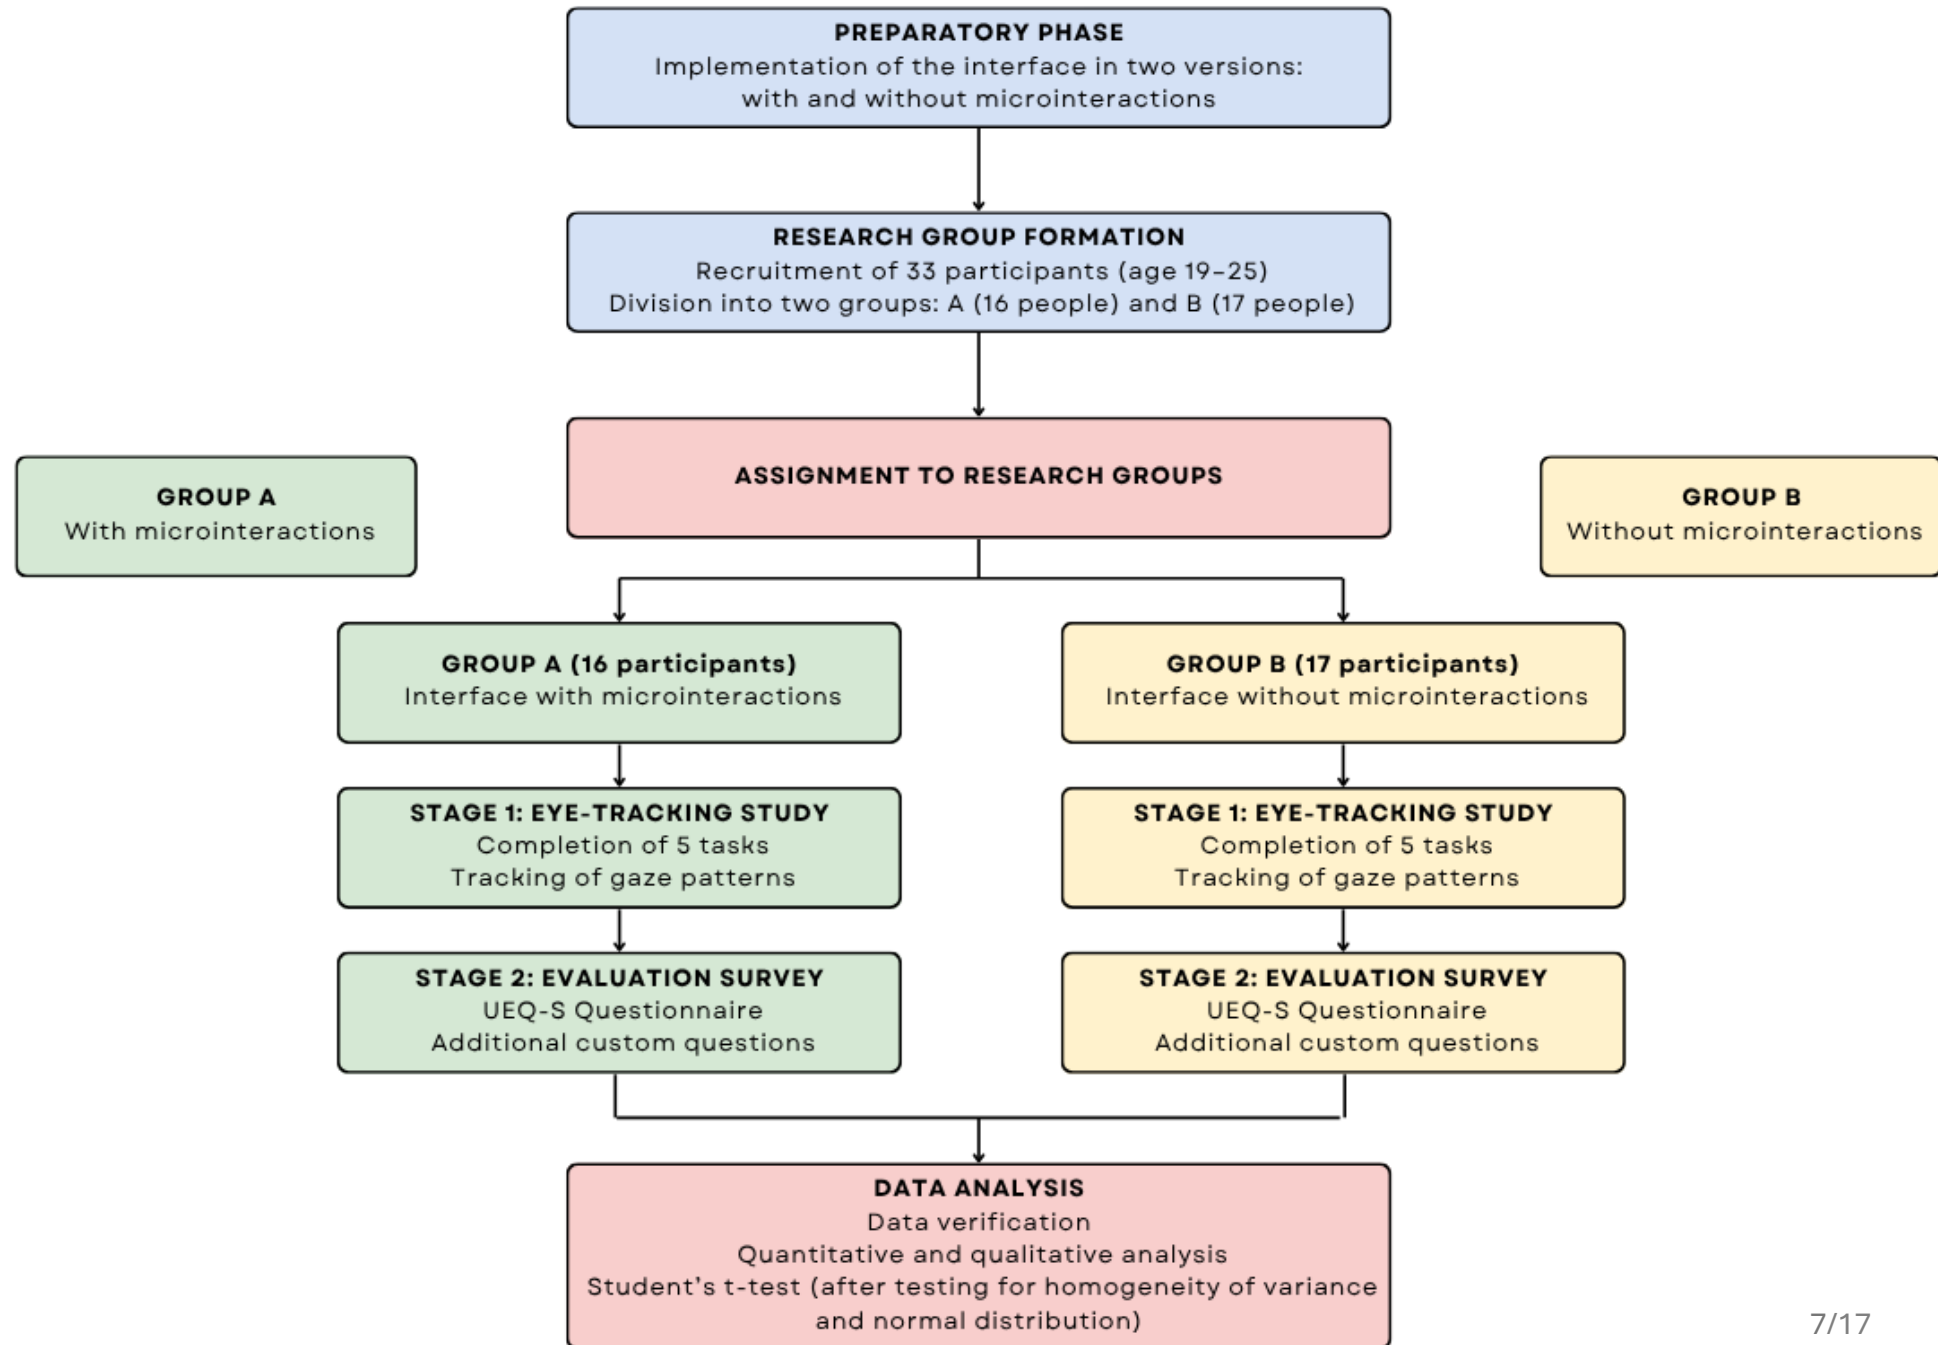 PREPARATORY PHASE
Implementation of the interface in two versions:
with and without microinteractions
RESEARCH GROUP FORMATION
Recruitment of 33 participants (age 19–25)
Division into two groups: A (16 people) and B (17 people)
ASSIGNMENT TO RESEARCH GROUPS
GROUP A
With microinteractions
GROUP B
Without microinteractions
GROUP A (16 participants)
Interface with microinteractions
GROUP B (17 participants)
Interface without microinteractions
STAGE 1: EYE-TRACKING STUDY
Completion of 5 tasks
Tracking of gaze patterns
STAGE 1: EYE-TRACKING STUDY
Completion of 5 tasks
Tracking of gaze patterns
STAGE 2: EVALUATION SURVEY
UEQ-S Questionnaire
Additional custom questions
STAGE 2: EVALUATION SURVEY
UEQ-S Questionnaire
Additional custom questions
DATA ANALYSIS
Data verification
Quantitative and qualitative analysis
Student's t-test (after testing for homogeneity of variance
and normal distribution)
7/17